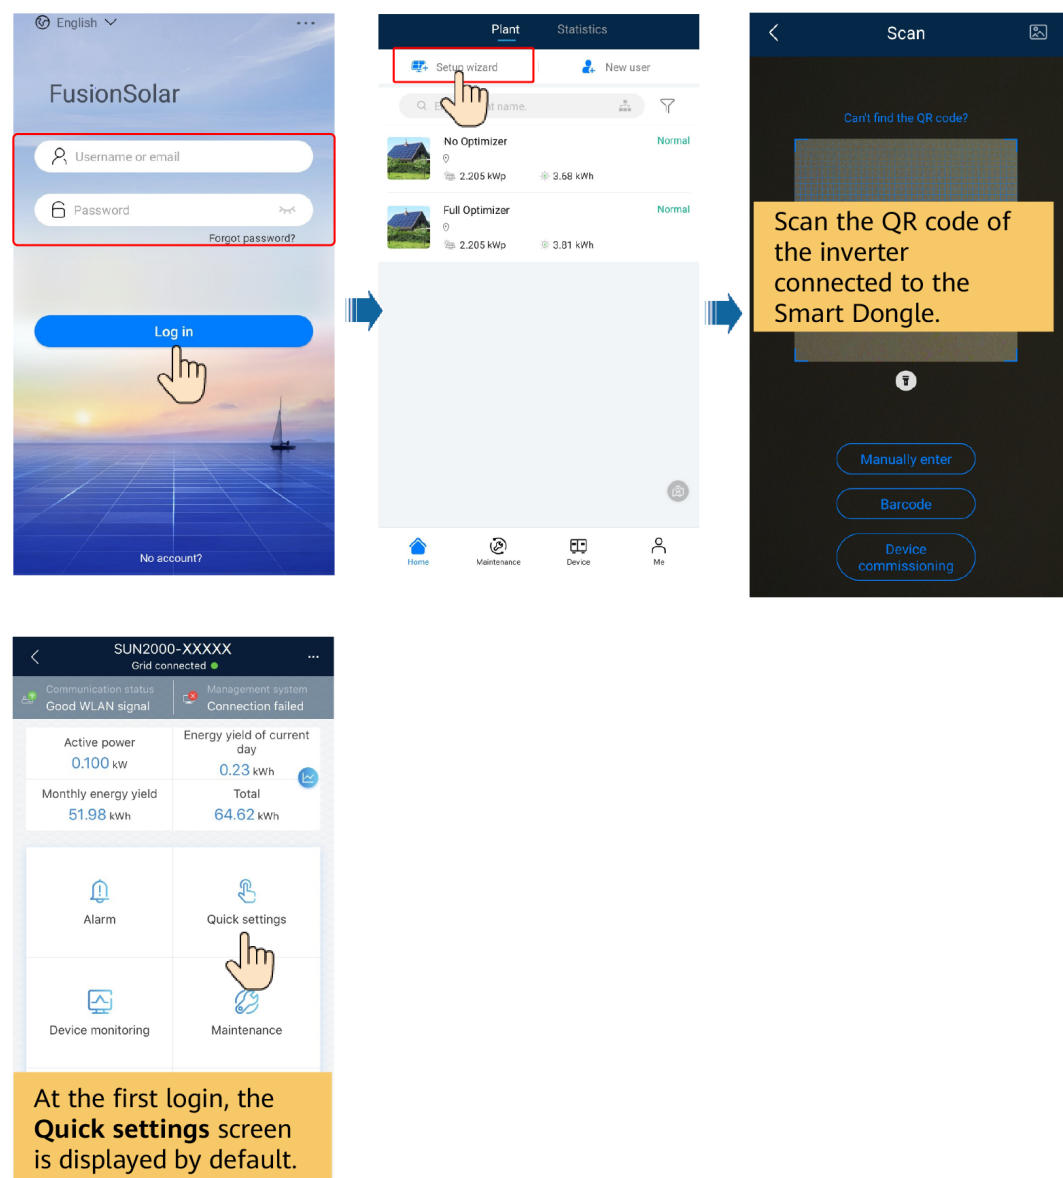 English
...
FusionSolar
Username or email
Password
Forgot password?
Log in
No account?
Plant Statistics
Setup wizard New user
t name.
No Optimizer Normal
2.205 kWp 3.68 kWh
Full Optimizer Normal
2.205 kWp 3.81 kWh
Home Maintenance Device Me
Scan
Can't find the QR code?
Scan the QR code of
the inverter
connected to the
Smart Dongle.
Manually enter
Barcode
Device
commissioning
SUN2000-XXXXX
Grid connected
...
Communication status
Good WLAN signal
Management system
Connection failed
Active power
0.100 kW
Energy yield of current
day
0.23 kWh
Monthly energy yield
51.98 kWh
Total
64.62 kWh
Alarm
Quick settings
Device monitoring
Maintenance
At the first login, the
Quick settings screen
is displayed by default.